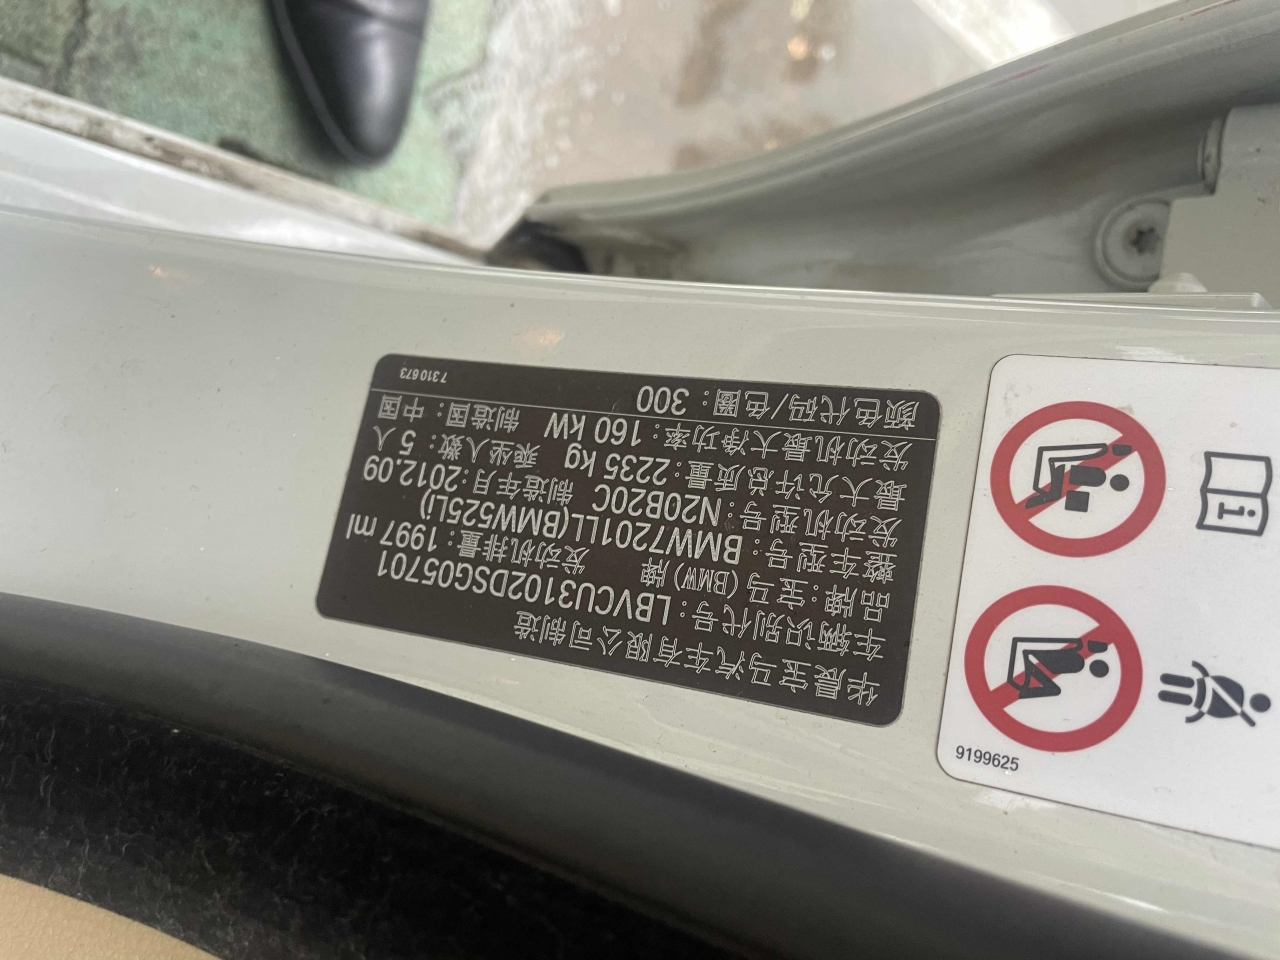 华晨宝马汽车有限公司制造
车辆识别代号：LBVCU3102DSG05701
品牌：宝马（BMW）牌 发动机排量：1997 ml
整车型号：BMW7201LL(BMW525Li)
发动机型号：N20B20C 制造年月：2012.09
最大允许总质量：2235 kg 乘坐人数：5 人
发动机最大净功率：160 kW 制造国：中国
颜色代码/色圈：300
7 310 673
9199625